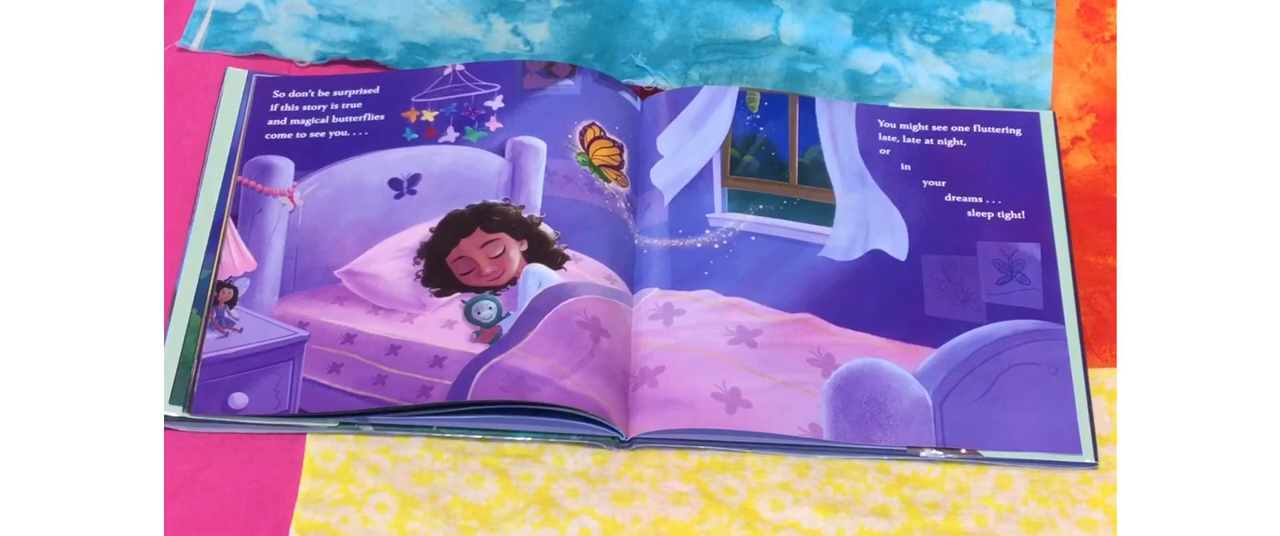 So don't be surprised
if this story is true
and magical butterflies
come to see you. . . .
You might see one fluttering
late, late at night,
or
in
your
dreams . . .
sleep tight!